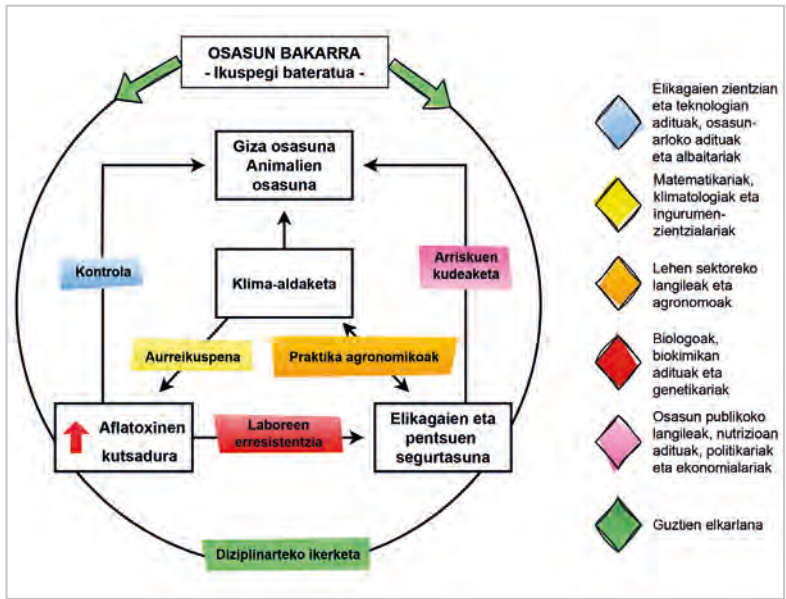 OSASUN BAKARRA
- Ikuspegi bateratua -
Giza osasuna
Animalien
osasuna
Kontrola
Klima-aldaketa
Arriskuen
kudeaketa
Aurreikuspena
Praktika agronomikoak
Aflatoxinen
kutsadura
Laboreen
erresistentzia
Elikagaien eta
pentsuen
segurtasuna
Diziplinarteko ikerketa
Elikagaien zientzian
eta teknologian
adituak, osasun-
arloko adituak
eta albaitariak
Matematikariak,
klimatologiak eta
ingurumen-
zientzialariak
Lehen sektoreko
langileak eta
agronomoak
Biologoak,
biokimikan
adituak eta
genetikariak
Osasun publikoko
langileak, nutrizioan
adituak, politikariak
eta ekonomialariak
Guztien elkarlana